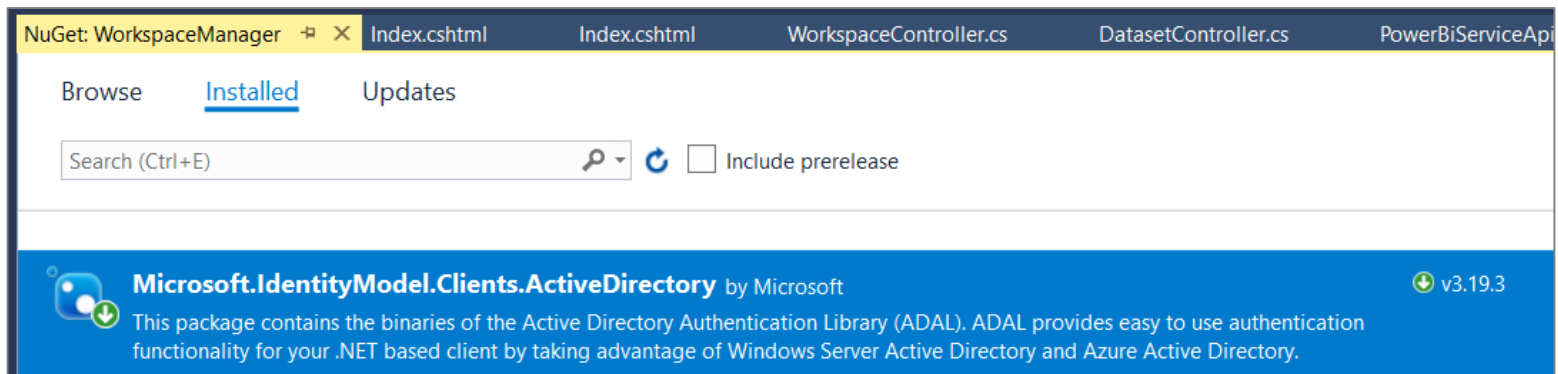 NuGet: WorkspaceManager Index.cshtml Index.cshtml WorkspaceController.cs DatasetController.cs PowerBiServiceApi
Browse Installed Updates
Search (Ctrl+E) Include prerelease
Microsoft.IdentityModel.Clients.ActiveDirectory by Microsoft v3.19.3
This package contains the binaries of the Active Directory Authentication Library (ADAL). ADAL provides easy to use authentication
functionality for your .NET based client by taking advantage of Windows Server Active Directory and Azure Active Directory.